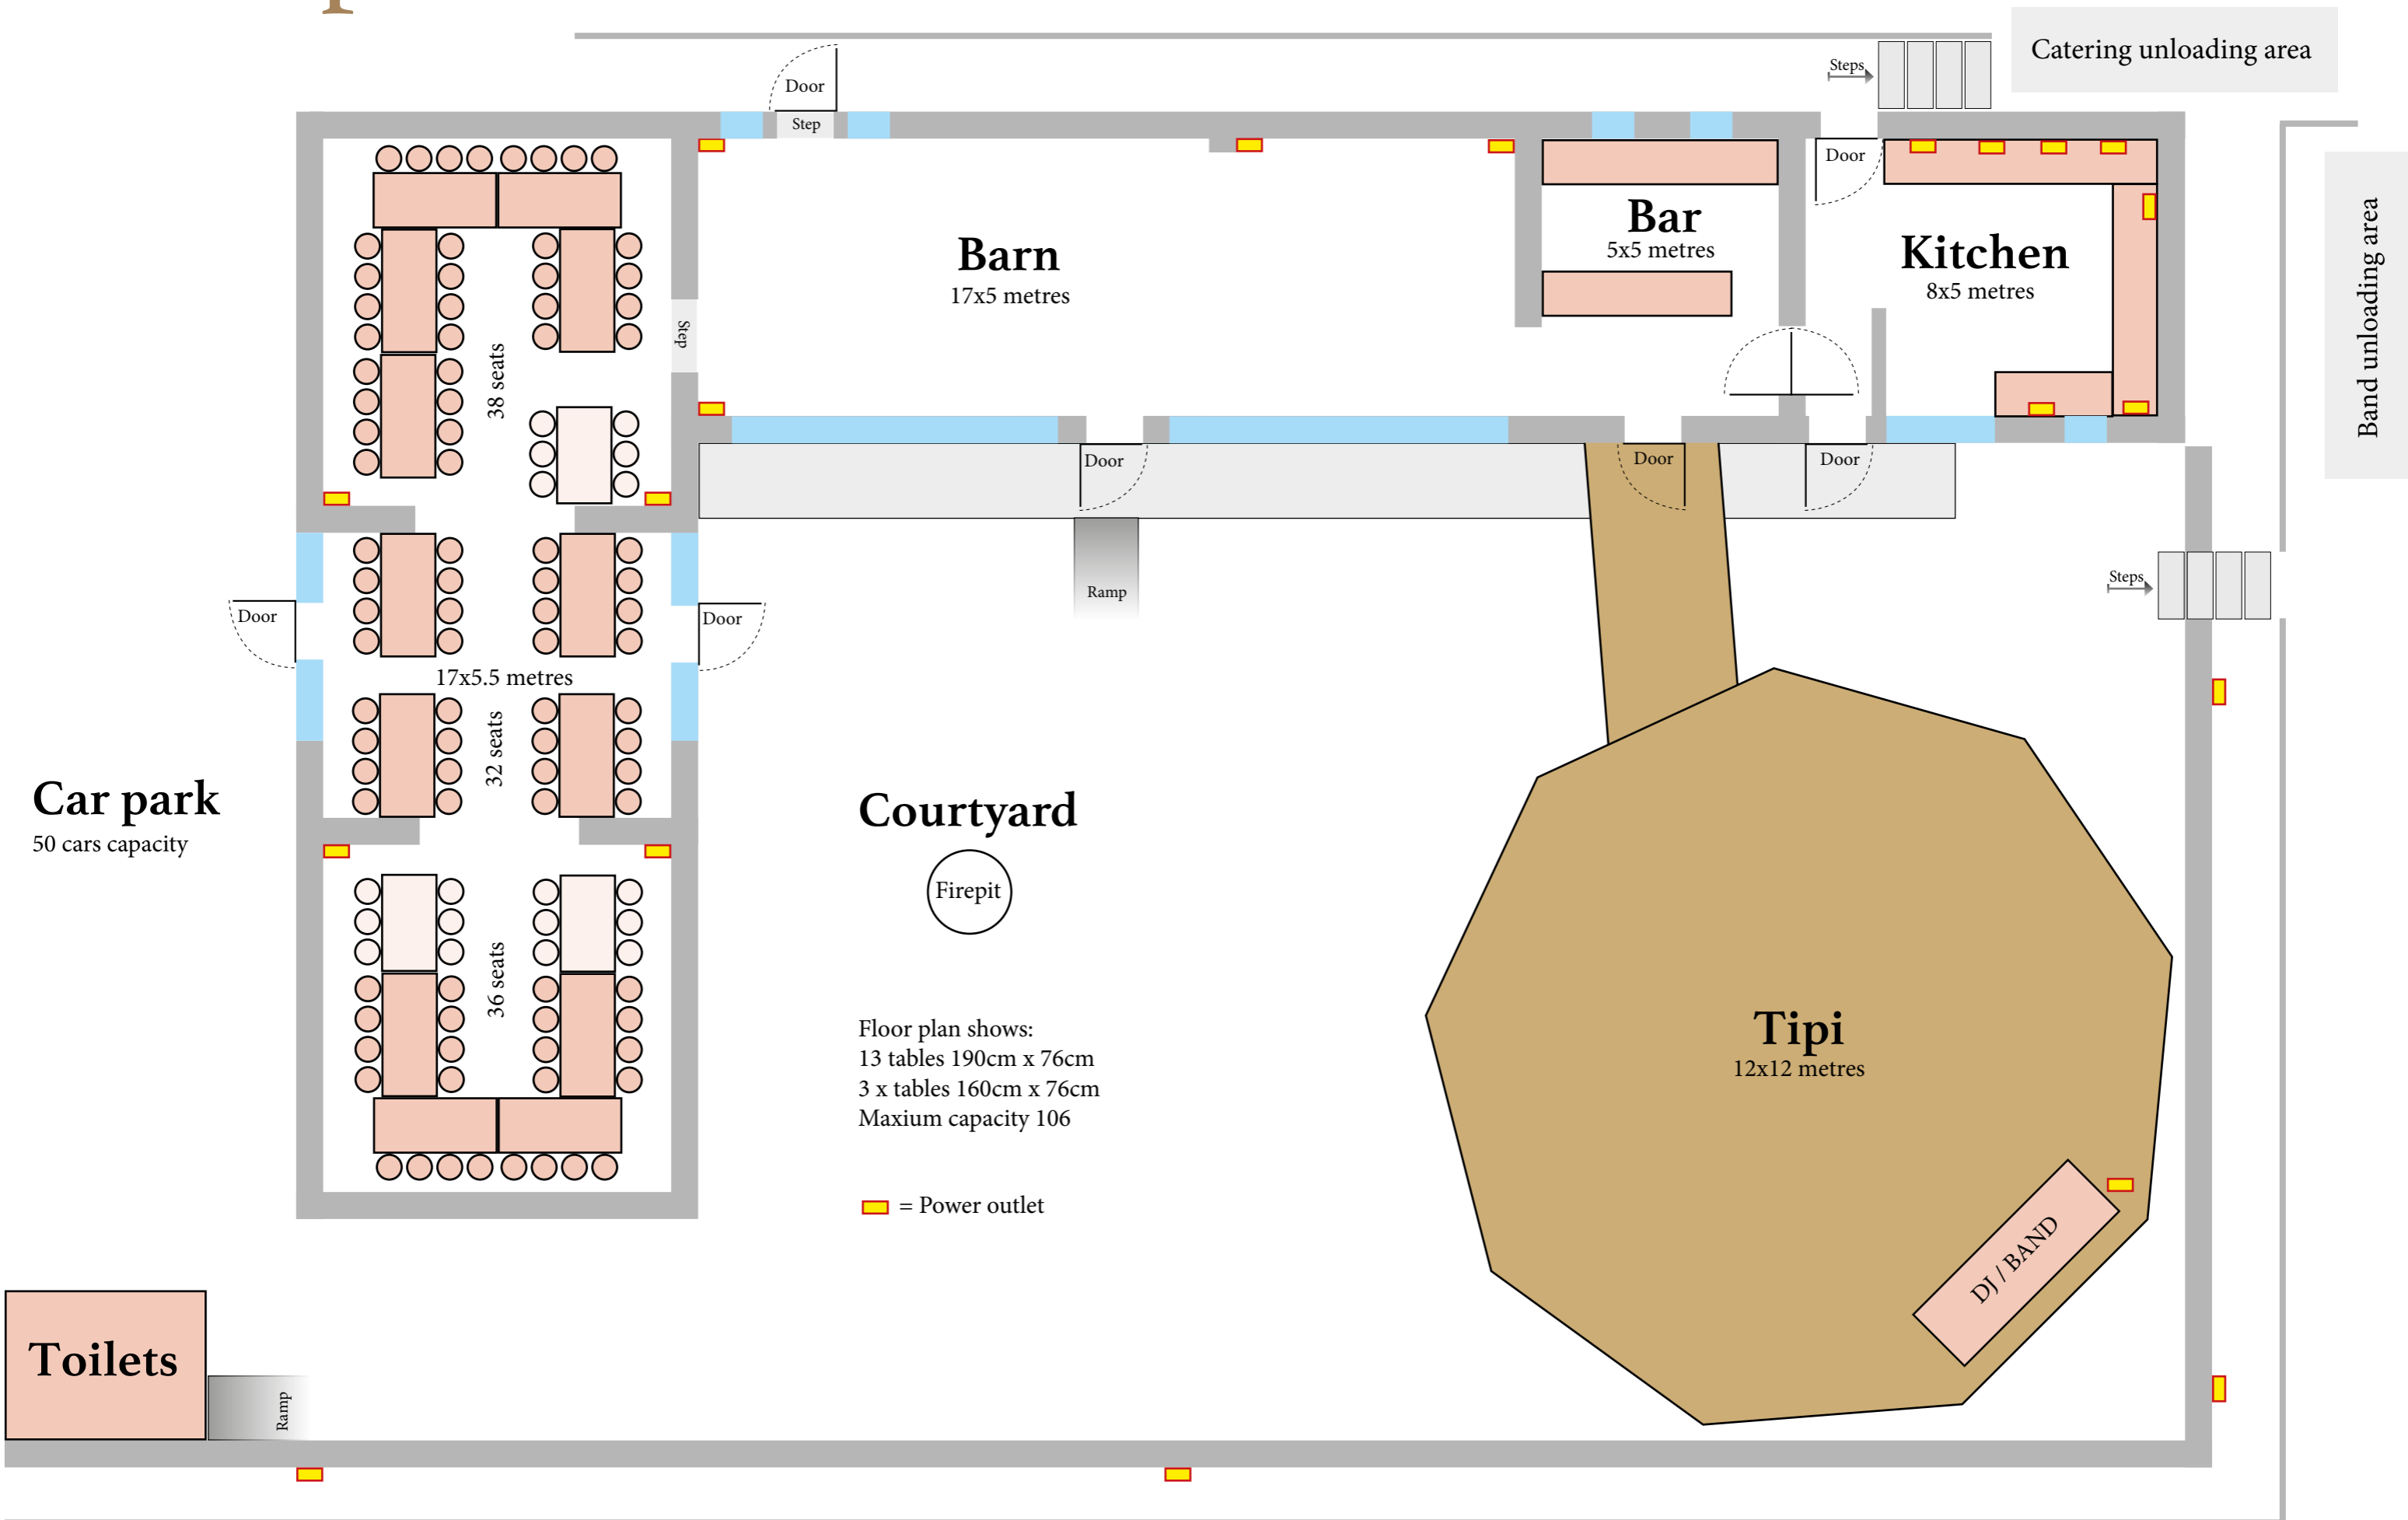 Catering unloading area
Steps
Door
Step
Door
Band unloading area
Barn
17x5 metres
Bar
5x5 metres
Kitchen
8x5 metres
Step
38 seats
Door
Door
Door
Ramp
Steps
Door
Door
17x5.5 metres
32 seats
Car park
50 cars capacity
Courtyard
Firepit
36 seats
Floor plan shows:
13 tables 190cm x 76cm
3 x tables 160cm x 76cm
Maxium capacity 106
= Power outlet
Tipi
12x12 metres
DJ / BAND
Toilets
Ramp